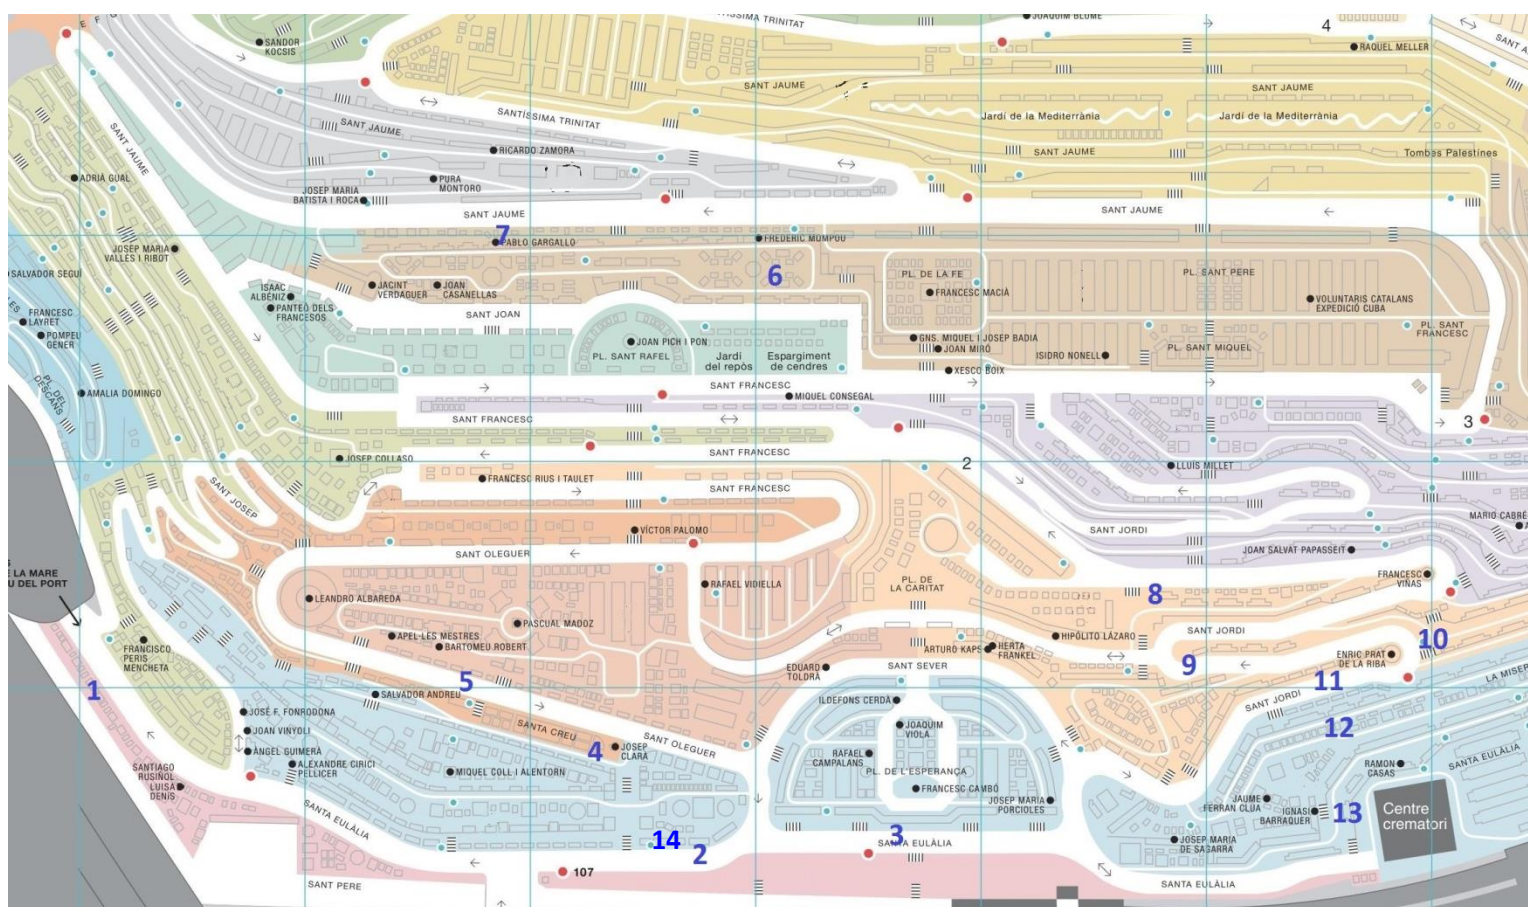 SANTÍSSIMA TRINITAT
JOAQUIM BLUME
4
RAQUEL MELLER
SANT A
SANDOR
KOCSIS
SANT JAUME
SANT JAUME
SANTÍSSIMA TRINITAT
Jardí de la Mediterrània
Jardí de la Mediterrània
SANT JAUME
SANT JAUME
SANT JAUME
RICARDO ZAMORA
Tombes Palestines
ADRIÀ GUAL
PURA
MONTORO
JOSEP MARIA
BATISTA I ROCA
SANT JAUME
SANT JAUME
7
PABLO GARGALLO
FREDERIC MOMPOU
JOSEP MARIA
VALLÈS I RIBOT
SALVADOR SEGUÍ
6
PL. DE LA FE
PL. SANT PERE
ISAAC
ALBÉNIZ
JACINT
VERDAGUER
JOAN
CASANELLAS
FRANCESC MACIÀ
VOLUNTARIS CATALANS
EXPEDICIÓ CUBA
PANTEÓ DELS
FRANCESOS
FRANCESC
LAYRET
SANT JOAN
POMPEU
GENER
JOAN PICH I PON
PL. SANT RAFEL
Jardí
del repòs
Espargiment
de cendres
GNS. MIQUEL I JOSEP BADIA
JOAN MIRÓ
ISIDRO NONELL
PL. SANT MIQUEL
PL. SANT
FRANCESC
XESCO BOIX
PL. DEL
DESCANS
AMALIA DOMINGO
SANT FRANCESC
MIQUEL CONSEGAL
SANT FRANCESC
3
SANT FRANCESC
JOSEP COLLASO
2
LLUIS MILLET
FRANCESC RIUS I TAULET
SANT FRANCESC
SANT JOSEP
VÍCTOR PALOMO
SANT JORDI
MARIO CABRÉ
SANT OLEGUER
JOAN SALVAT PAPASSEIT
E LA MARE
U DEL PORT
FRANCESC
VIÑAS
RAFAEL VIDIELLA
PL. DE
LA CARITAT
8
LEANDRO ALBAREDA
PASCUAL MADOZ
SANT JORDI
10
APEL·LES MESTRES
BARTOMEU ROBERT
HIPÓLITO LÁZARO
FRANCISCO
PERIS
MENCHETA
ARTURO KAPS
HERTA
FRANKEL
ENRIC PRAT
DE LA RIBA
9
EDUARD
TOLDRÀ
SANT SEVER
LA MISER
1
5
11
SALVADOR ANDREU
ILDEFONS CERDÀ
SANT JORDI
JOSÉ F. FONRODONA
JOAN VINYOLI
JOAQUIM
VIOLA
12
SANTA CREU
SANT OLEGUER
ÀNGEL GUIMERÀ
4
JOSEP
CLARÀ
RAFAEL
CAMPALANS
SANTA EULÀLIA
ALEXANDRE CIRICI
PELLICER
MIQUEL COLL I ALENTORN
PL. DE L'ESPERANÇA
RAMON
CASAS
SANTIAGO
RUSIÑOL
LUISA
DENÍS
FRANCESC CAMBÓ
JOSEP MARIA
PORCIOLES
JAUME
FERRAN CLUA
IGNASI
BARRAQUER
13
Centre
crematori
SANTA EULÀLIA
14
2
3
SANTA EULÀLIA
JOSEP MARIA
DE SAGARRA
107
SANT PERE
SANTA EULÀLIA